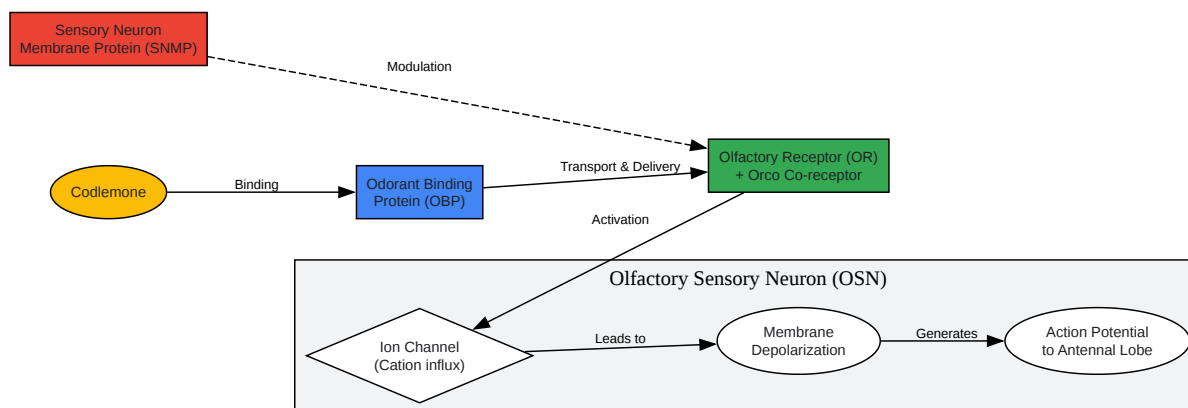 Sensory Neuron
Membrane Protein (SNMP)
Modulation
Codlemone
Binding
Odorant Binding
Protein (OBP)
Transport & Delivery
Olfactory Receptor (OR)
+ Orco Co-receptor
Activation
Olfactory Sensory Neuron (OSN)
Ion Channel
(Cation influx)
Leads to
Membrane
Depolarization
Generates
Action Potential
to Antennal Lobe